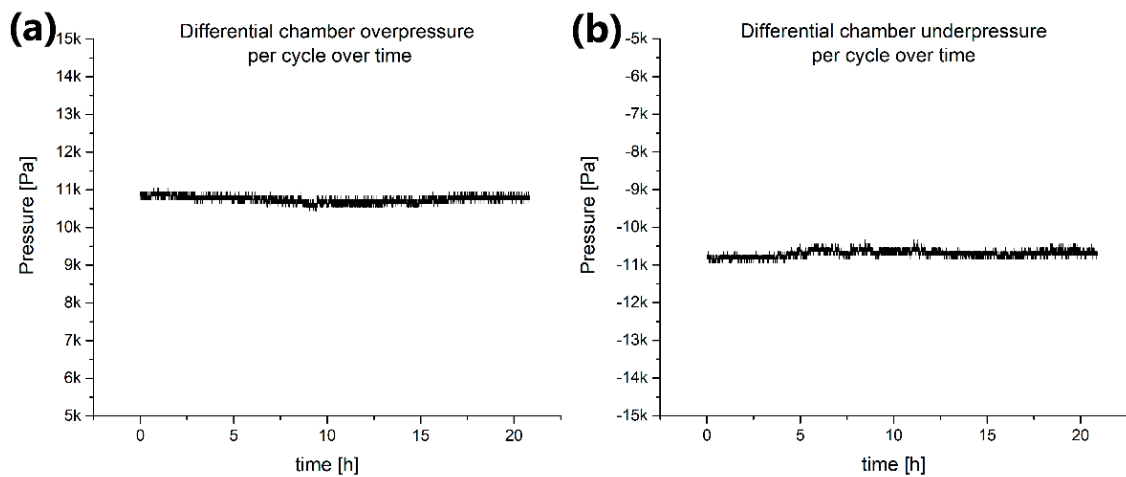 (a)
Differential chamber overpressure
per cycle over time
15k
14k
13k
12k
11k
10k
9k
8k
7k
6k
5k
Pressure [Pa]
0 5 10 15 20
time [h]
(b)
Differential chamber underpressure
per cycle over time
-5k
-6k
-7k
-8k
-9k
-10k
-11k
-12k
-13k
-14k
-15k
Pressure [Pa]
0 5 10 15 20
time [h]